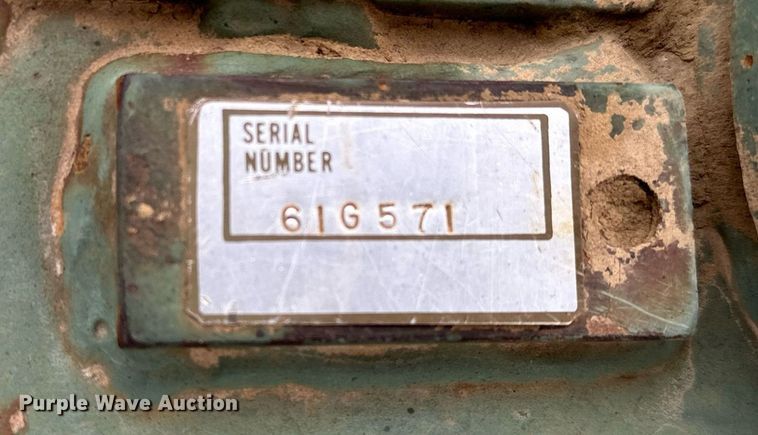 SERIAL
NUMBER
61G571
Purple Wave Auction